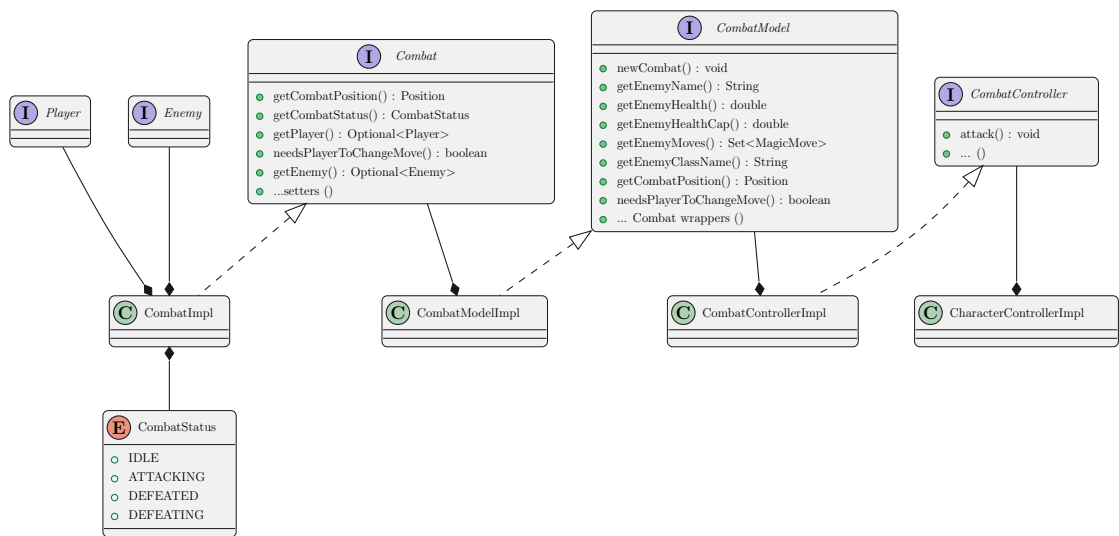 I Player
I Enemy
I Combat
getCombatPosition() : Position
getCombatStatus() : CombatStatus
getPlayer() : Optional<Player>
needsPlayerToChangeMove() : boolean
getEnemy() : Optional<Enemy>
...setters ()
I CombatModel
newCombat() : void
getEnemyName() : String
getEnemyHealth() : double
getEnemyHealthCap() : double
getEnemyMoves() : Set<MagicMove>
getEnemyClassName() : String
getCombatPosition() : Position
needsPlayerToChangeMove() : boolean
... Combat wrappers ()
I CombatController
attack() : void
... ()
C CombatImpl
C CombatModelImpl
C CombatControllerImpl
C CharacterControllerImpl
E CombatStatus
IDLE
ATTACKING
DEFEATED
DEFEATING